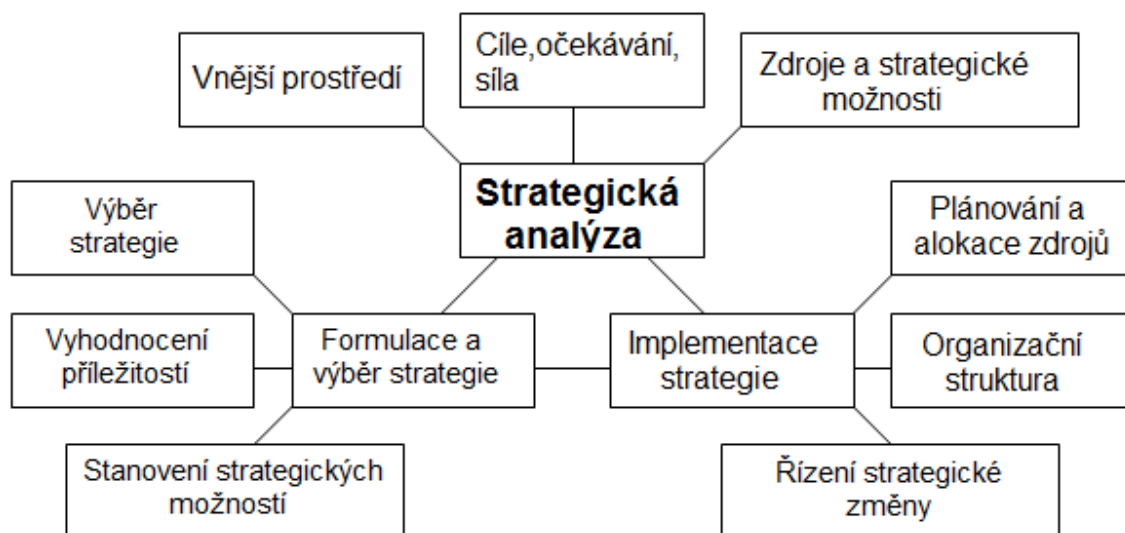 Vnější prostředí
Cíle,očekávání,
síla
Zdroje a strategické
možnosti
Strategická
analýza
Výběr
strategie
Plánování a
alokace zdrojů
Vyhodnocení
příležitostí
Formulace a
výběr strategie
Implementace
strategie
Organizační
struktura
Stanovení strategických
možností
Řízení strategické
změny